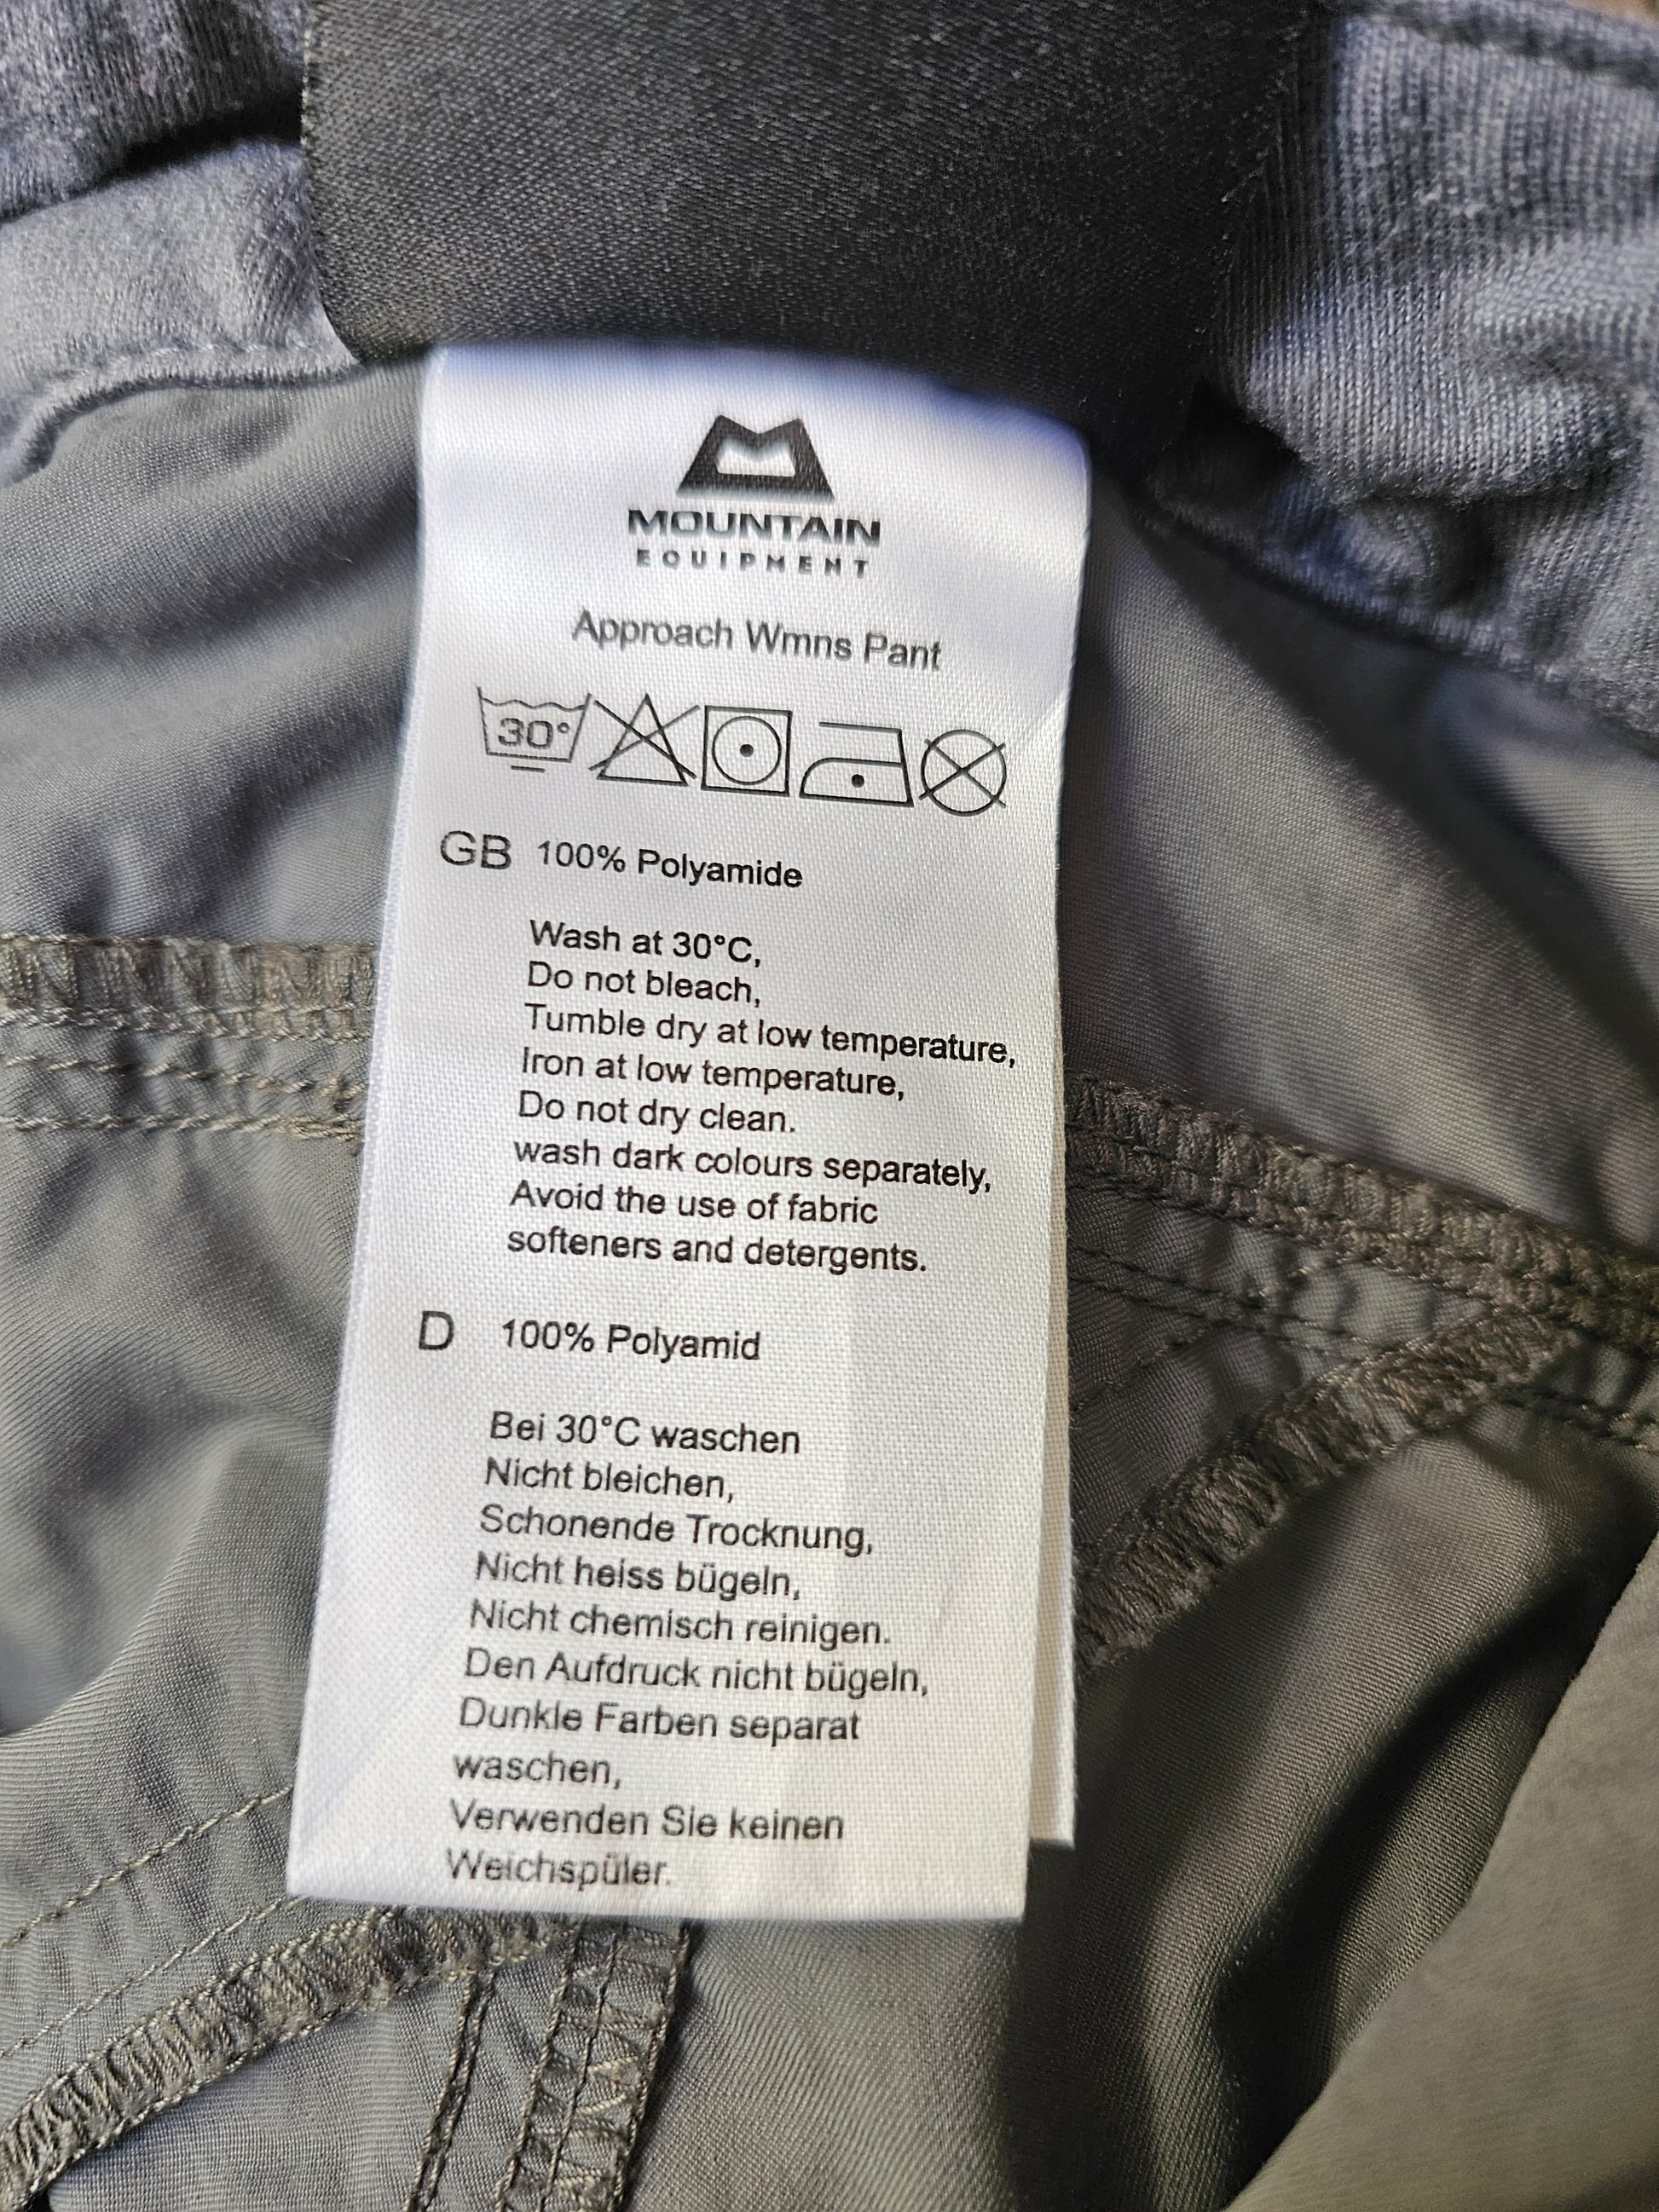 MOUNTAIN
EQUIPMENT
Approach Wmns Pant
30°
GB 100% Polyamide
Wash at 30°C,
Do not bleach,
Tumble dry at low temperature,
Iron at low temperature,
Do not dry clean.
wash dark colours separately,
Avoid the use of fabric
softeners and detergents.
D 100% Polyamid
Bei 30°C waschen
Nicht bleichen,
Schonende Trocknung,
Nicht heiss bügeln,
Nicht chemisch reinigen.
Den Aufdruck nicht bügeln,
Dunkle Farben separat
waschen,
Verwenden Sie keinen
Weichspüler.